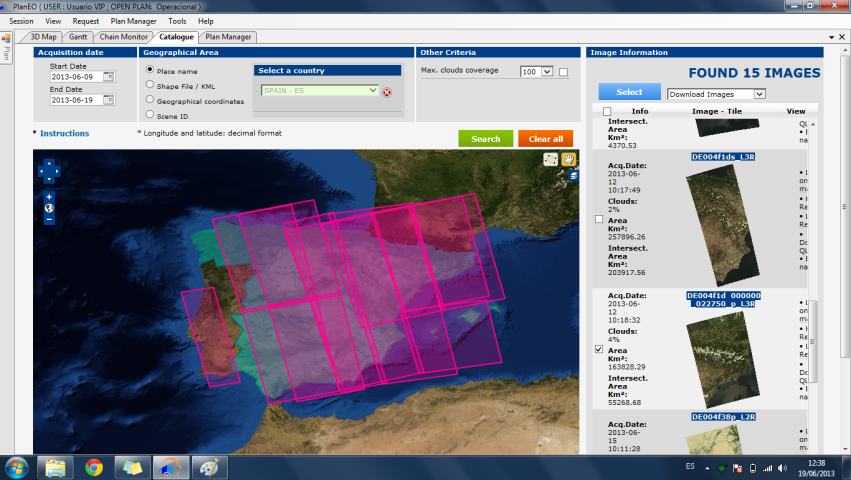 PlanEO ( USER : Usuario VIP ; OPEN PLAN: Operacional )
Session View Request Plan Manager Tools Help
3D Map Gantt Chain Monitor Catalogue Plan Manager
Plan
Acquisition date Geographical Area Other Criteria Image Information
Start Date
2013-06-09
End Date
2013-06-19
Place name
Shape File / KML
Geographical coordinates
Scene ID
Select a country
SPAIN - ES
Max. clouds coverage 100
FOUND 15 IMAGES
Select Download Images
Info Image - Tile View
* Instructions * Longitude and latitude: decimal format
Search Clear all
Intersect.
Area
Km²:
4370.53
DE004f1ds_L3R
Acq.Date:
2013-06-
12
10:17:49
Clouds:
2%
Area
Km²:
257896.26
Intersect.
Area
Km²:
203917.56
DE004f1d_000000
_022750_p_L3R
Acq.Date:
2013-06-
12
10:18:32
Clouds:
4%
Area
Km²:
163828.29
Intersect.
Area
Km²:
55268.68
DE004f38p_L2R
Acq.Date:
2013-06-
15
10:11:28
ES
12:38
19/06/2013